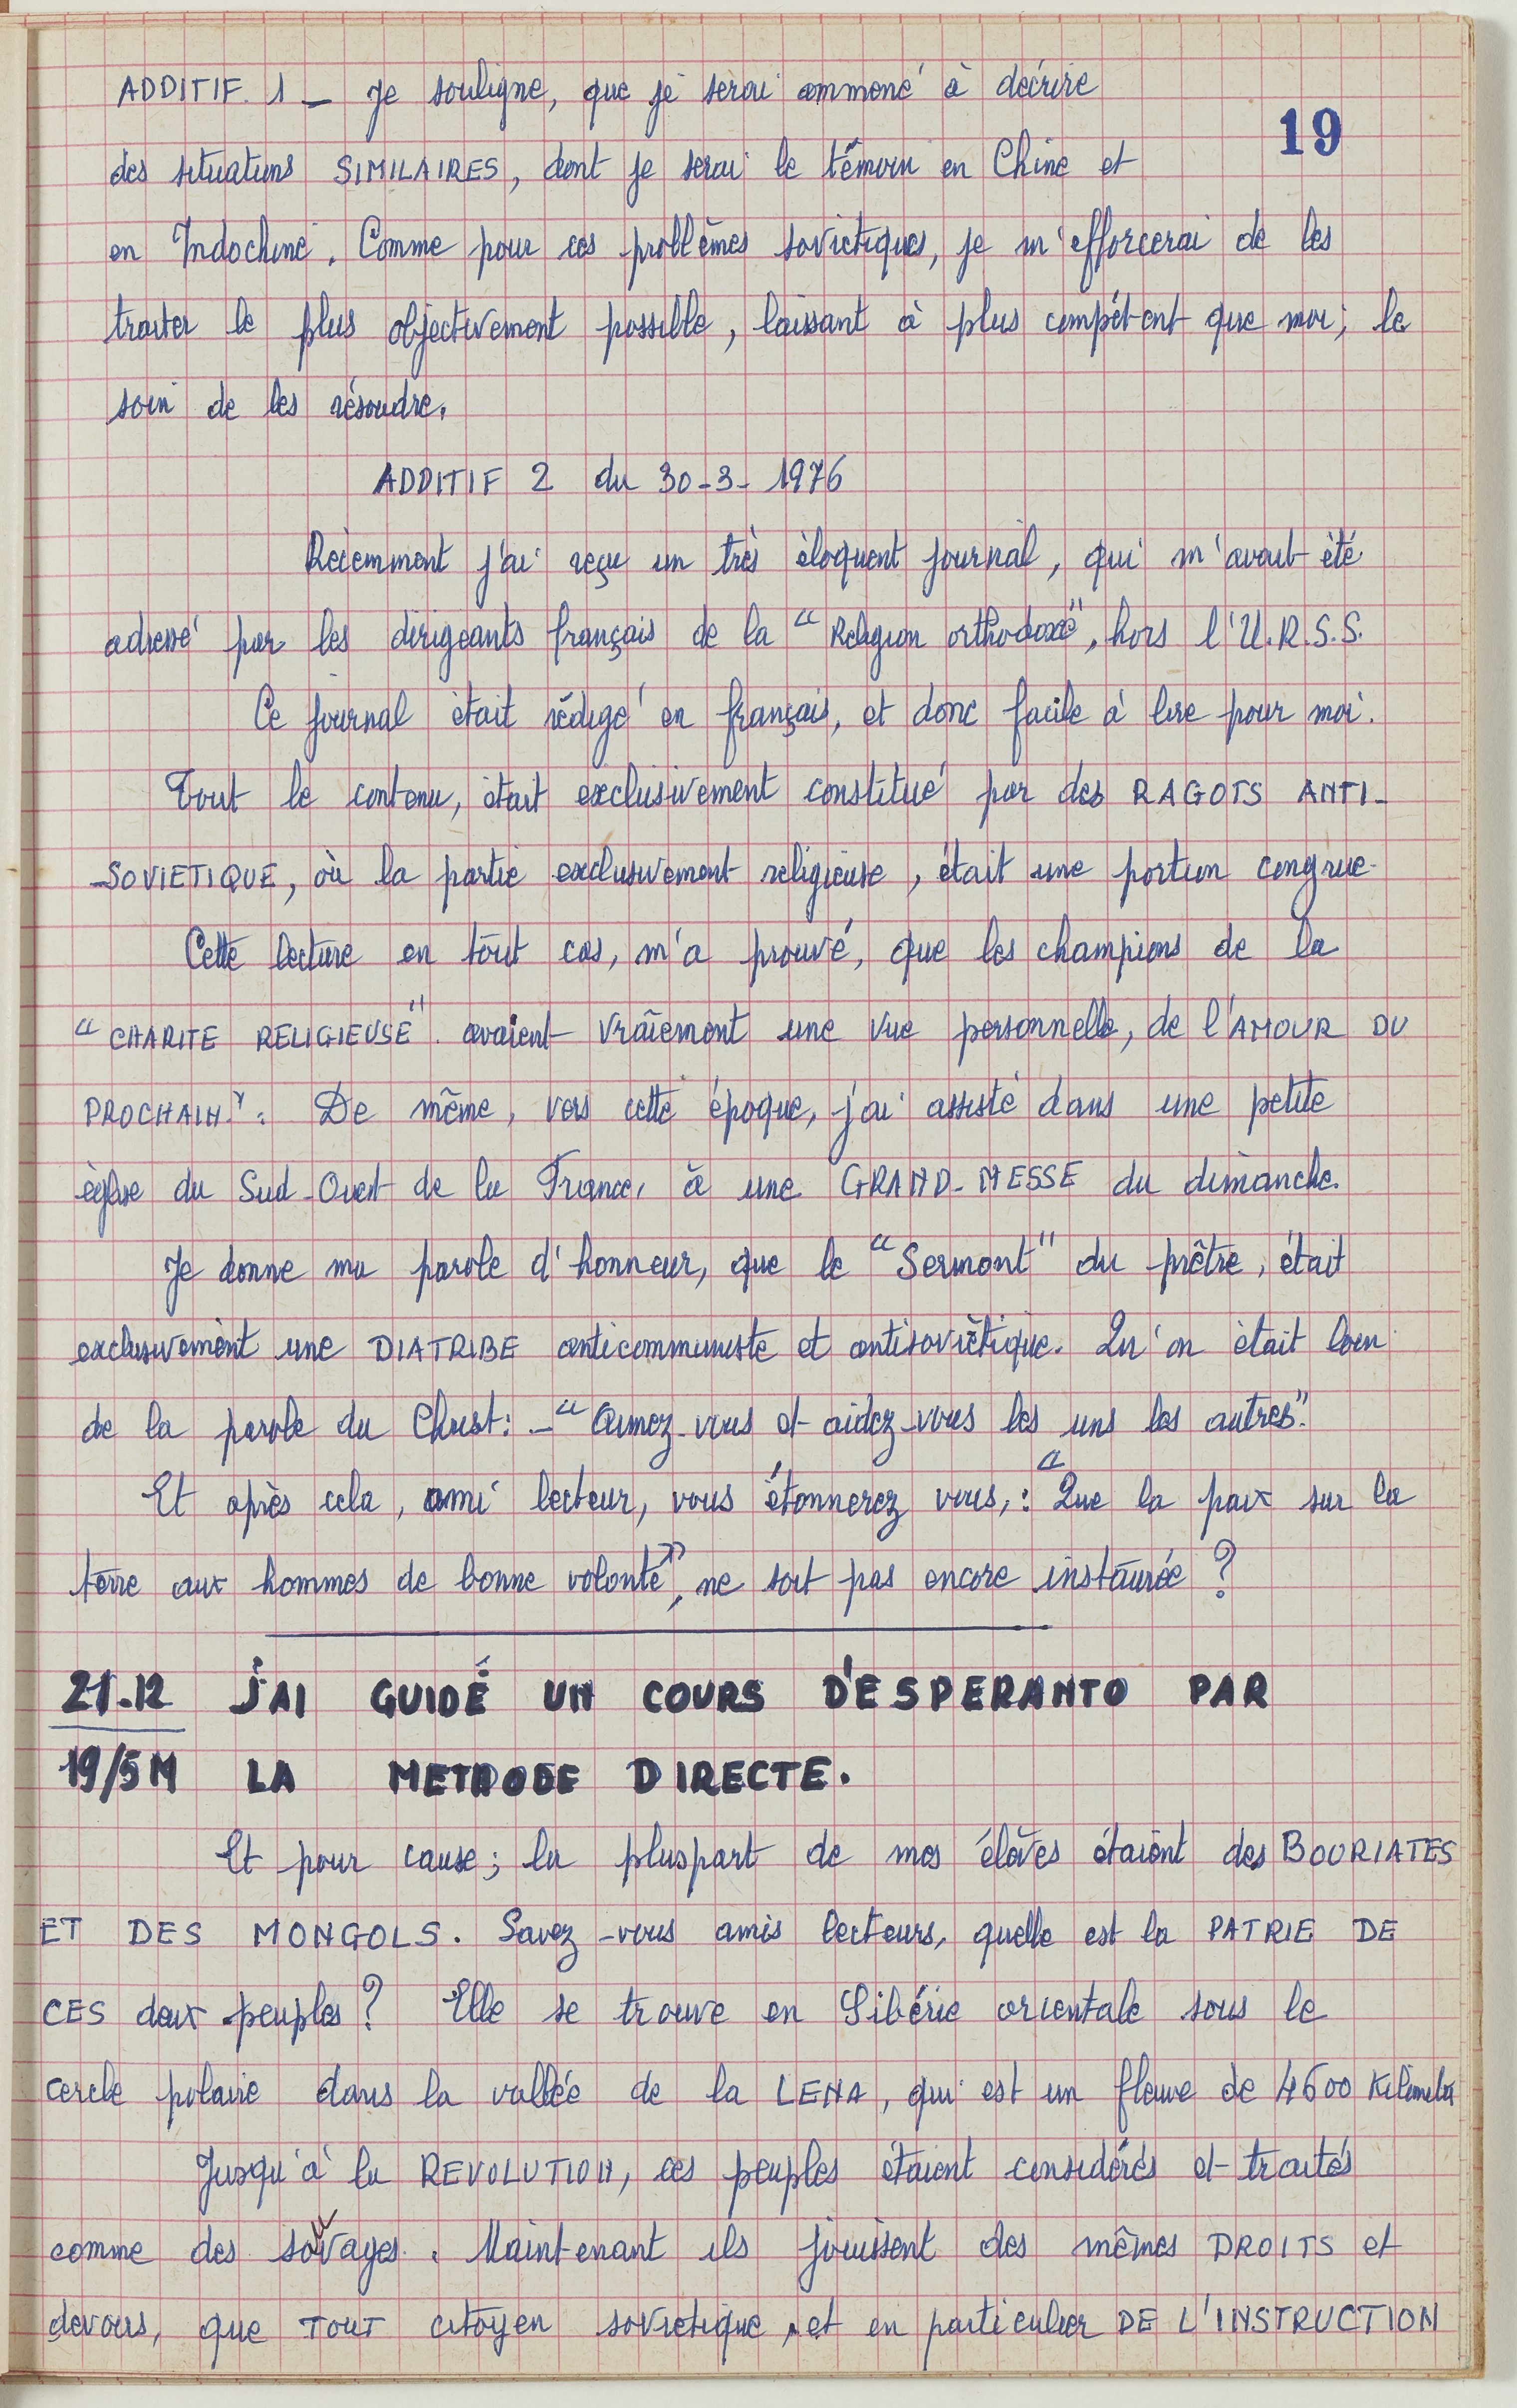 ADDITIF. 1 _ Je souligne, que je serai ammené à décrire
19
des situations SIMILAIRES, dont je serai le témoin en Chine et
en Indochine. Comme pour ces problèmes soviètiques, je m'efforcerai de les
traiter le plus objectivement possible, laissant à plus compétent que moi; le
soin de les résoudre.
ADDITIF 2 du 30-3-1976
Recemment j'ai reçu un très éloquent journal, qui m'avait été
adressé par les dirigeants français de la "Religion orthodoxe", hors l'U.R.S.S.
Ce journal était rédigé en français, et donc facile à lire pour moi.
Tout le contenu, était exclusivement constitué par des RAGOTS ANTI-
-SOVIETIQUE, où la partie exclusivement religieuse, était une portion congrue.
Cette lecture en tout cas, m'a prouvé, que les champions de la
"CHARITE RELIGIEUSE". avaient vraîement une vue personnelle, de l'AMOUR DU
PROCHAIN". De même, vers cette époque, j'ai assisté dans une petite
église du Sud-Ouest de la France, à une GRAND-MESSE du dimanche.
Je donne ma parole d'honneur, que le "Sermont" du prêtre, était
exclusivement une DIATRIBE anticommuniste et antisoviètique. Qu'on était loin
de la parole du Christ: -"Aimez-vous et aidez-vous les uns les autres".
Et après cela, ami lecteur, vous étonnerez vous,: "Que la paix sur la
terre aux hommes de bonne volonté", ne soit pas encore instaurée ?
21-12 J'AI GUIDÉ UN COURS D'ESPERANTO PAR
19/5M LA METHODE DIRECTE.
Et pour cause; la pluspart de mes élèves étaient des BOURIATES
ET DES MONGOLS. Savez-vous amis lecteurs, quelle est la PATRIE DE
CES deux peuples ? Elle se trouve en Sibérie orientale sous le
cercle polaire dans la vallée de la LENA, qui est un fleuve de 4600 Kilomètr
Jusqu'à la REVOLUTION, ces peuples étaient considérés et traités
comme des sauvages. Maintenant ils jouissent des mêmes DROITS et
devoirs, que TOUT citoyen soviètique, et en particulier DE L'INSTRUCTION